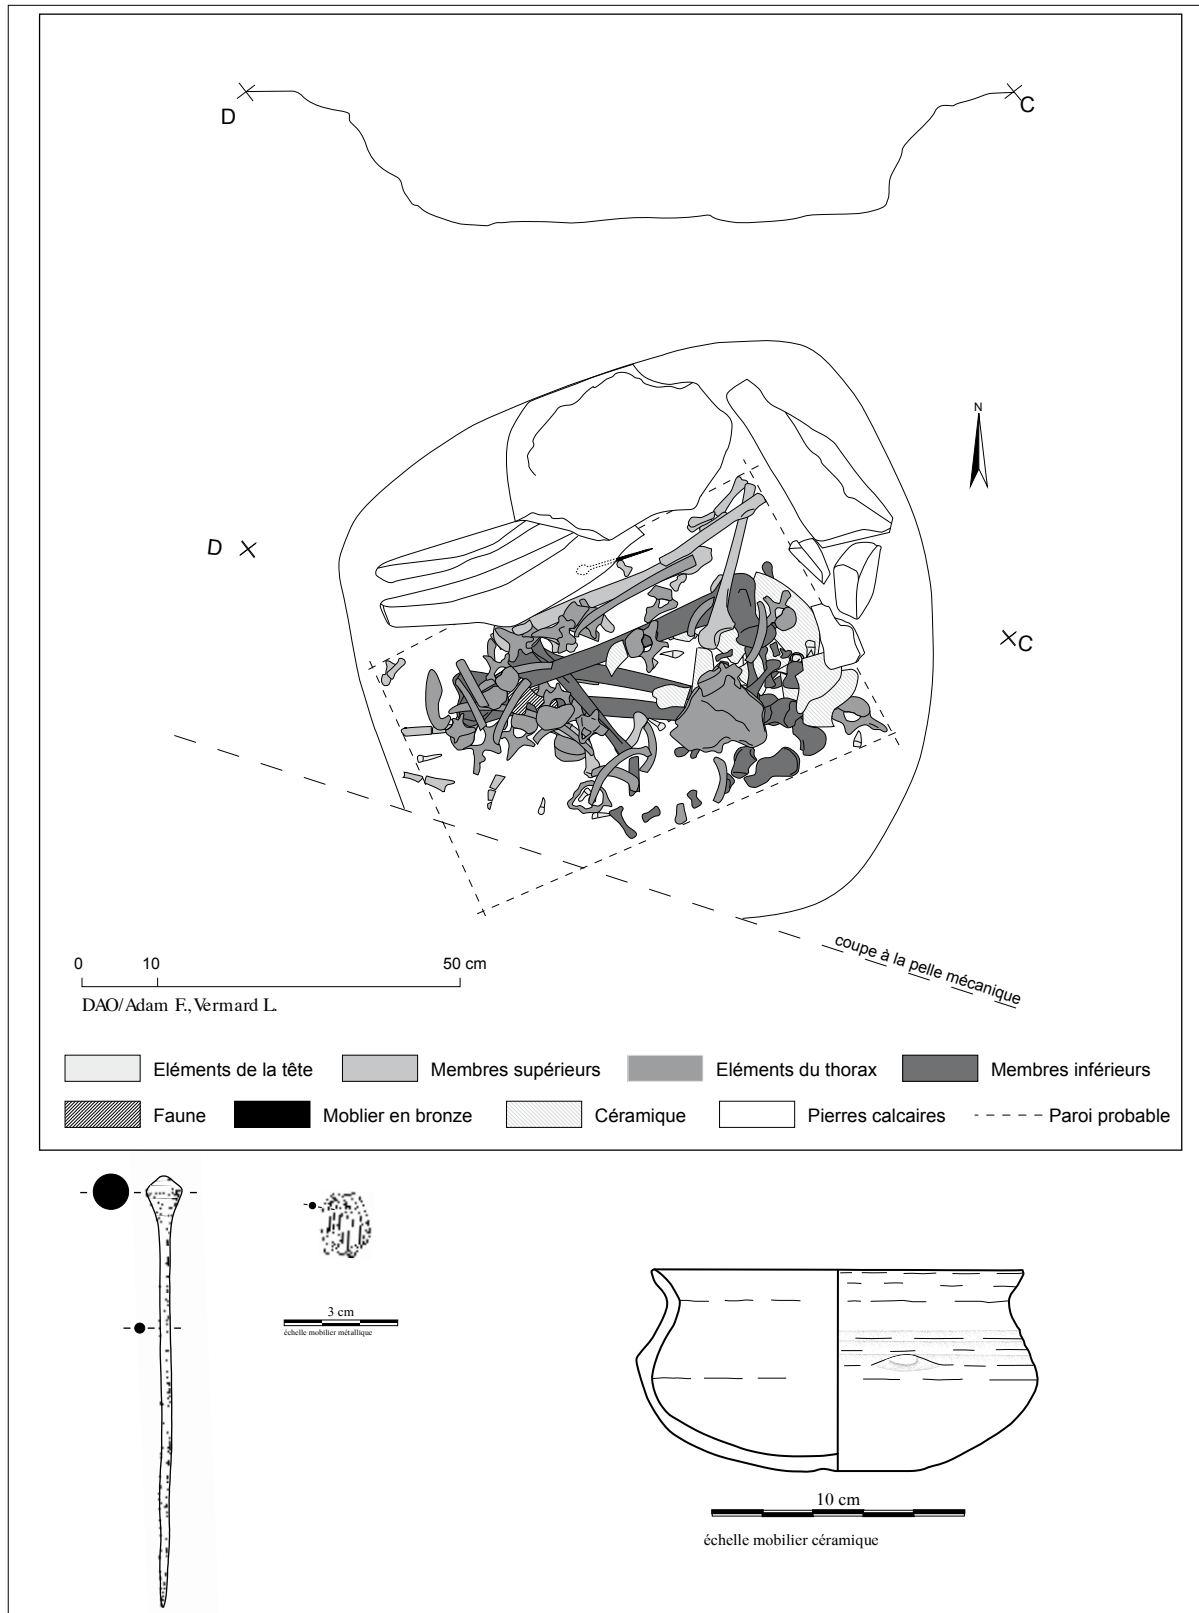 D
C
N
D
C
coupe à la pelle mécanique
0 10 50 cm
DAO/Adam F., Vermard L.
Eléments de la tête Membres supérieurs Eléments du thorax Membres inférieurs
Faune Moblier en bronze Céramique Pierres calcaires Paroi probable
3 cm
échelle mobilier métallique
10 cm
échelle mobilier céramique